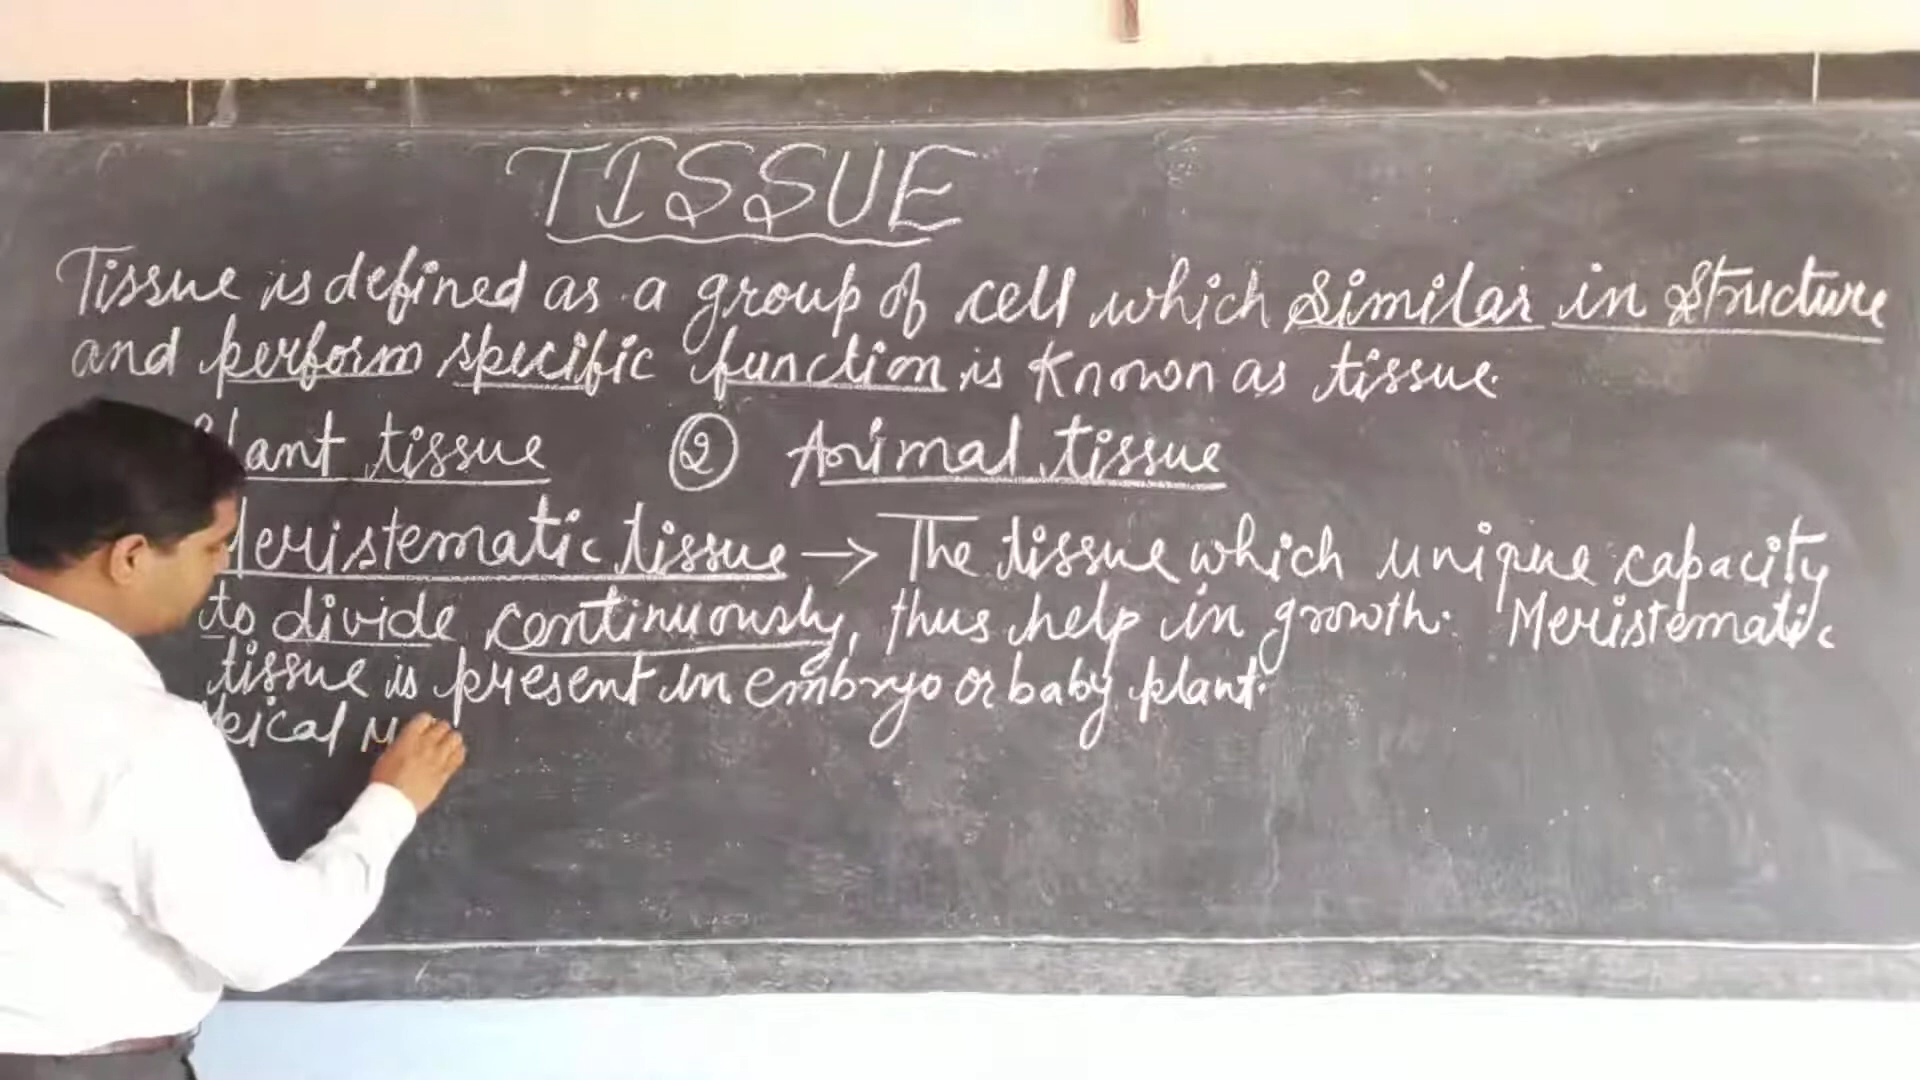 TISSUE
Tissue is defined as a group of cell which similar in structure
and perform specific function is known as tissue.
Plant tissue ② Animal tissue
Meristematic tissue → The tissue which unique capacity
to divide continuously, thus help in growth. Meristematic
tissue is present in embryo or baby plant.
pical M